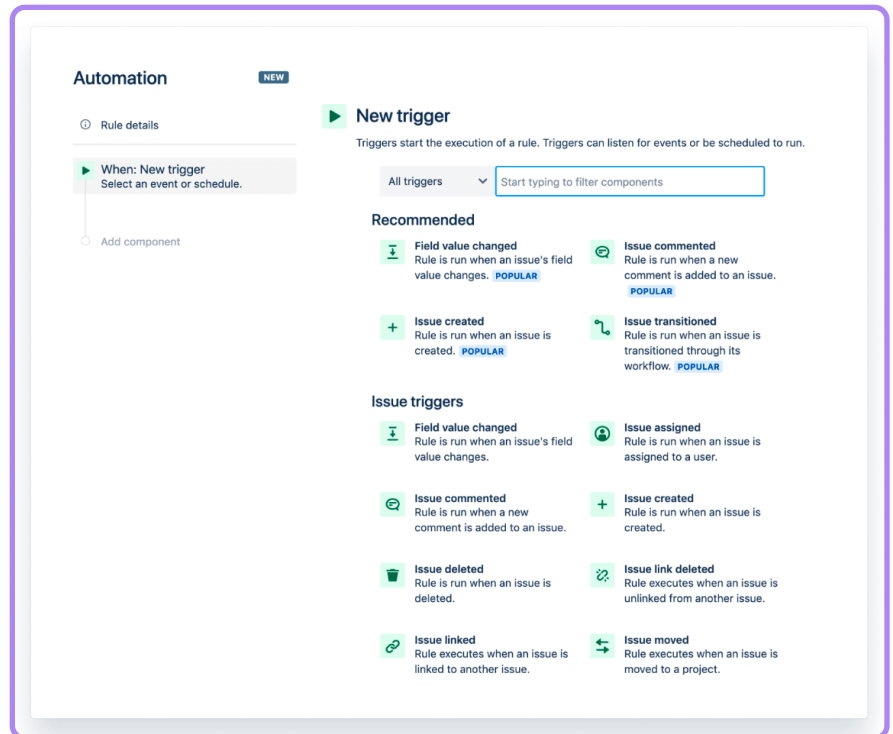 Automation
NEW
Rule details
When: New trigger
Select an event or schedule.
Add component
New trigger
Triggers start the execution of a rule. Triggers can listen for events or be scheduled to run.
All triggers
Start typing to filter components
Recommended
Field value changed
Rule is run when an issue's field
value changes. POPULAR
Issue commented
Rule is run when a new
comment is added to an issue.
POPULAR
Issue created
Rule is run when an issue is
created. POPULAR
Issue transitioned
Rule is run when an issue is
transitioned through its
workflow. POPULAR
Issue triggers
Field value changed
Rule is run when an issue's field
value changes.
Issue assigned
Rule is run when an issue is
assigned to a user.
Issue commented
Rule is run when a new
comment is added to an issue.
Issue created
Rule is run when an issue is
created.
Issue deleted
Rule is run when an issue is
deleted.
Issue link deleted
Rule executes when an issue is
unlinked from another issue.
Issue linked
Rule executes when an issue is
linked to another issue.
Issue moved
Rule executes when an issue is
moved to a project.